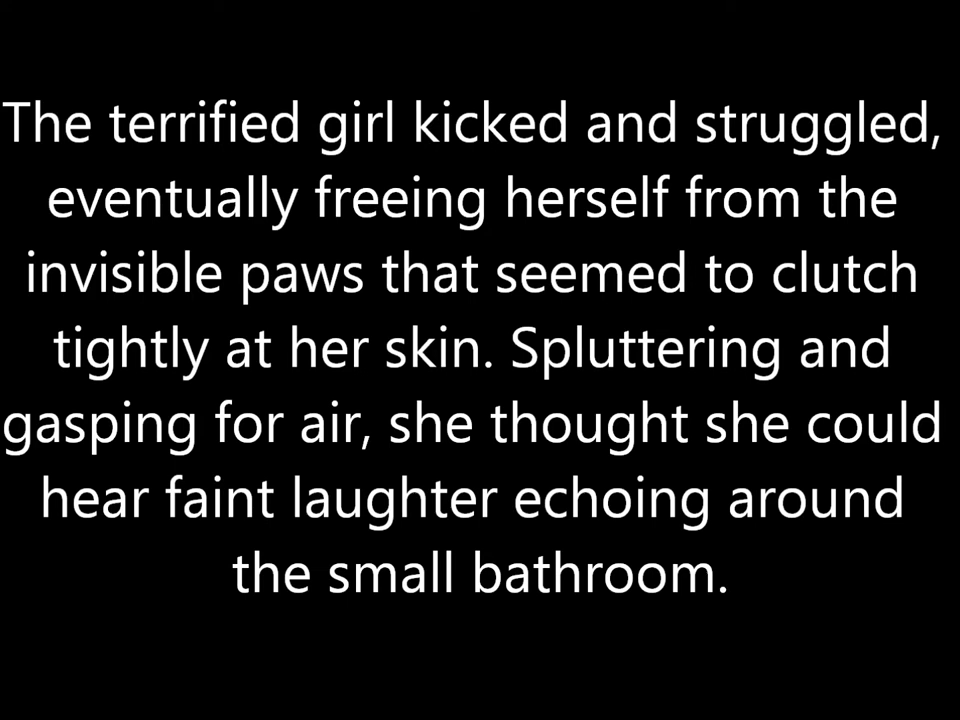 The terrified girl kicked and struggled,
eventually freeing herself from the
invisible paws that seemed to clutch
tightly at her skin. Spluttering and
gasping for air, she thought she could
hear faint laughter echoing around
the small bathroom.